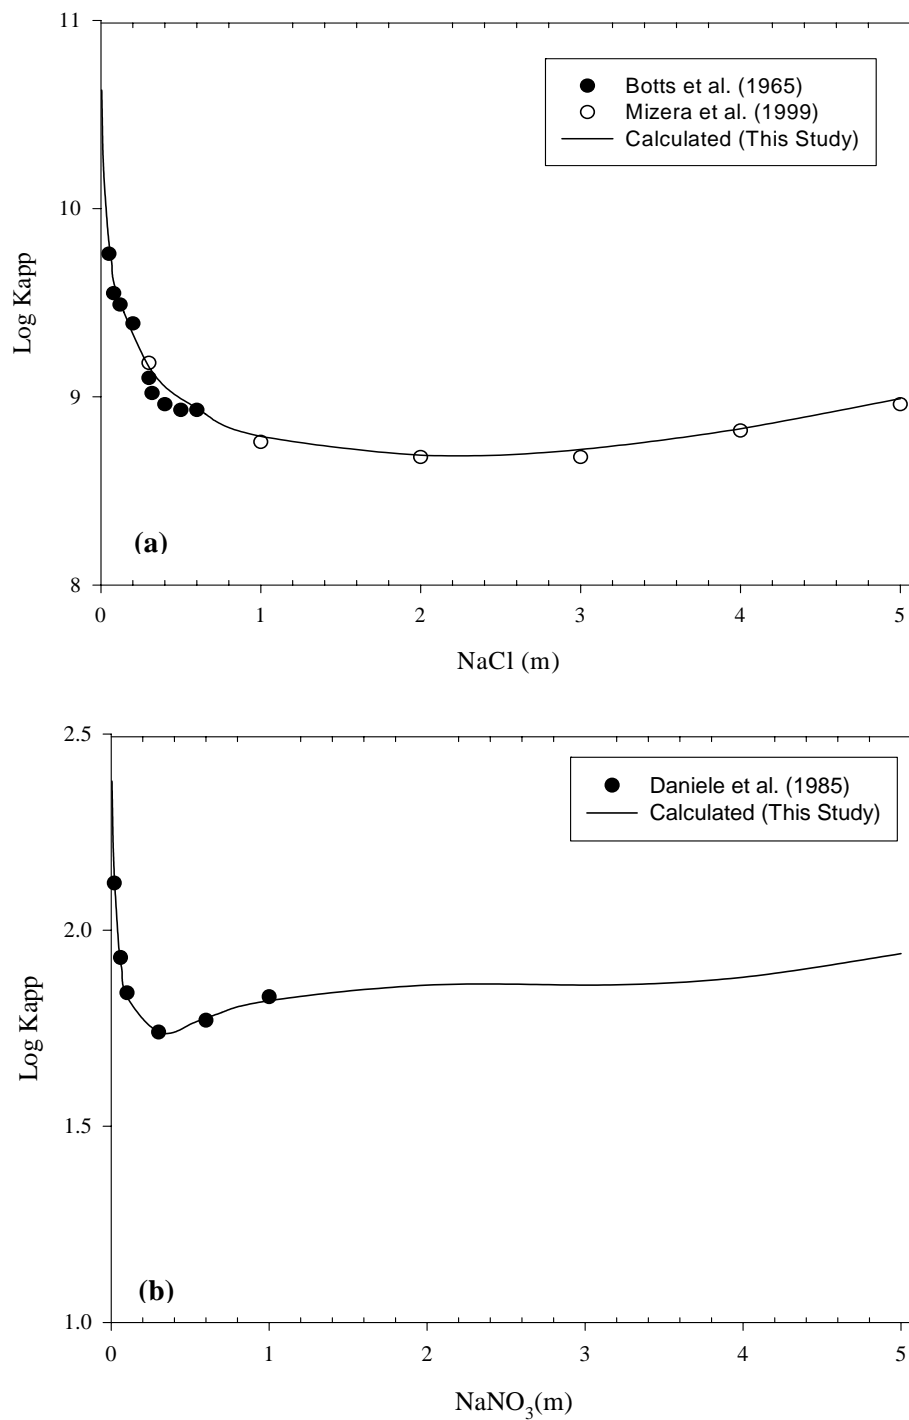 11
Botts et al. (1965)
Mizera et al. (1999)
Calculated (This Study)
10
Log Kapp
9
(a)
8
0 1 2 3 4 5
NaCl (m)
2.5
Daniele et al. (1985)
Calculated (This Study)
2.0
Log Kapp
1.5
(b)
1.0
0 1 2 3 4 5
NaNO3(m)